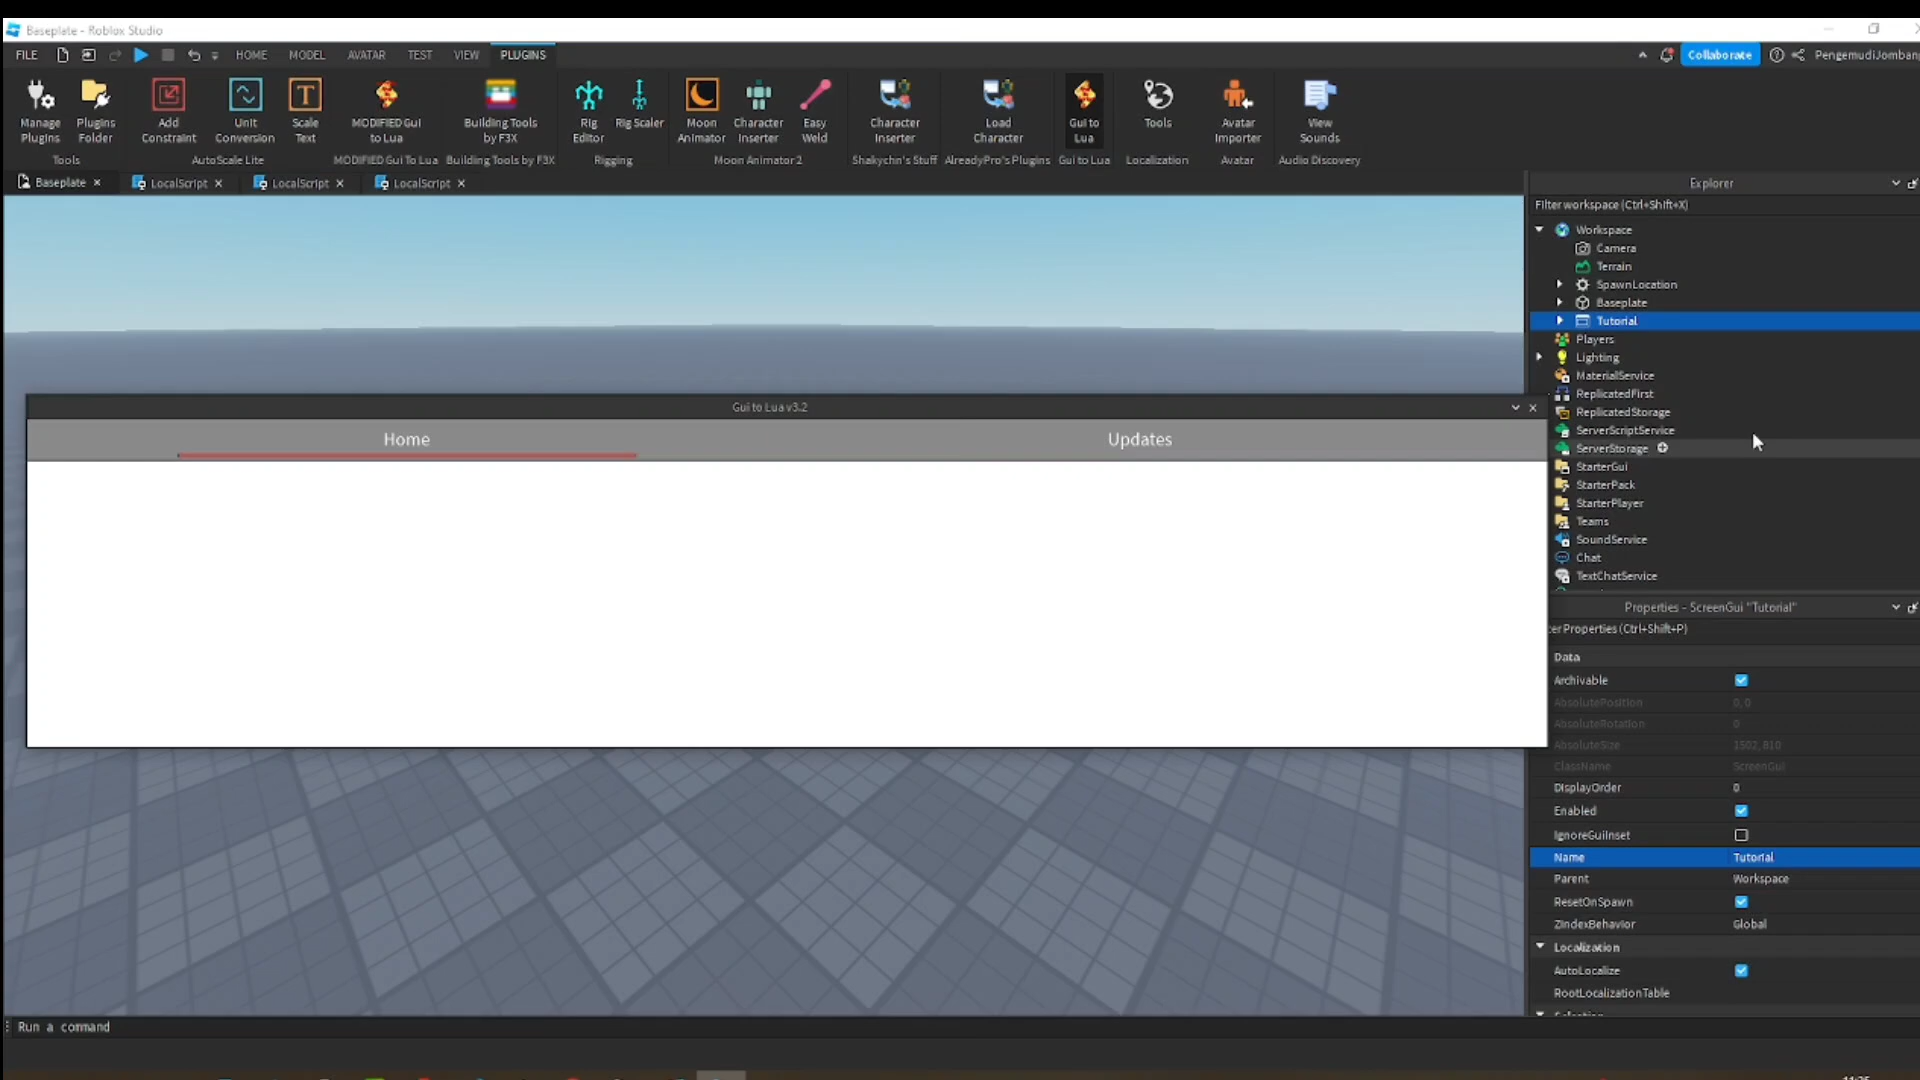 Baseplate - Roblox Studio
FILE HOME MODEL AVATAR TEST VIEW PLUGINS Collaborate PengemudiJomban
Manage Plugins
Plugins Folder
Tools
Add Constraint
Unit Conversion
Scale Text
AutoScale Lite
MODIFIED Gui to Lua
MODIFIED Gui To Lua
Building Tools by F3X
Building Tools by F3X
Rig Editor
Rig Scaler
Rigging
Moon Animator
Character Inserter
Easy Weld
Moon Animator 2
Character Inserter
Shakychn's Stuff
Load Character
AlreadyPro's Plugins
Gui to Lua
Gui to Lua
Tools
Localization
Avatar Importer
Avatar
View Sounds
Audio Discovery
Baseplate LocalScript LocalScript LocalScript
Explorer
Filter workspace (Ctrl+Shift+X)
Workspace
Camera
Terrain
SpawnLocation
Baseplate
Tutorial
Players
Lighting
MaterialService
ReplicatedFirst
ReplicatedStorage
ServerScriptService
ServerStorage
StarterGui
StarterPack
StarterPlayer
Teams
SoundService
Chat
TextChatService
Gui to Lua v3.2
Home Updates
Properties - ScreenGui "Tutorial"
er Properties (Ctrl+Shift+P)
Data
Archivable
AbsolutePosition 0, 0
AbsoluteRotation 0
AbsoluteSize 1502, 810
ClassName ScreenGui
DisplayOrder 0
Enabled
IgnoreGuiInset
Name Tutorial
Parent Workspace
ResetOnSpawn
ZIndexBehavior Global
Localization
AutoLocalize
RootLocalizationTable
Run a command